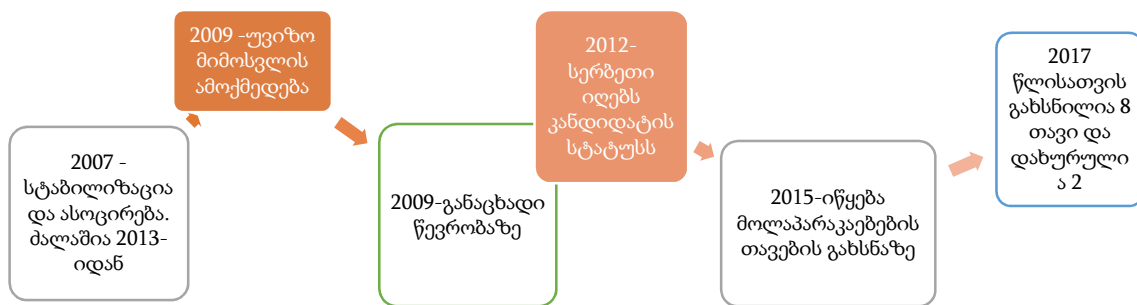 2007 -
სტაბილიზაცია
და ასოცირება.
ძალაშია 2013-
იდან
2009 -უვიზო
მიმოსვლის
ამოქმედება
2009-განაცხადი
წევრობაზე
2012-
სერბეთი
იღებს
კანდიდატის
სტატუსს
2015-იწყება
მოლაპარაკაებების
თავების გახსნაზე
2017
წლისათვის
გახსნილია 8
თავი და
დახურული
ა 2